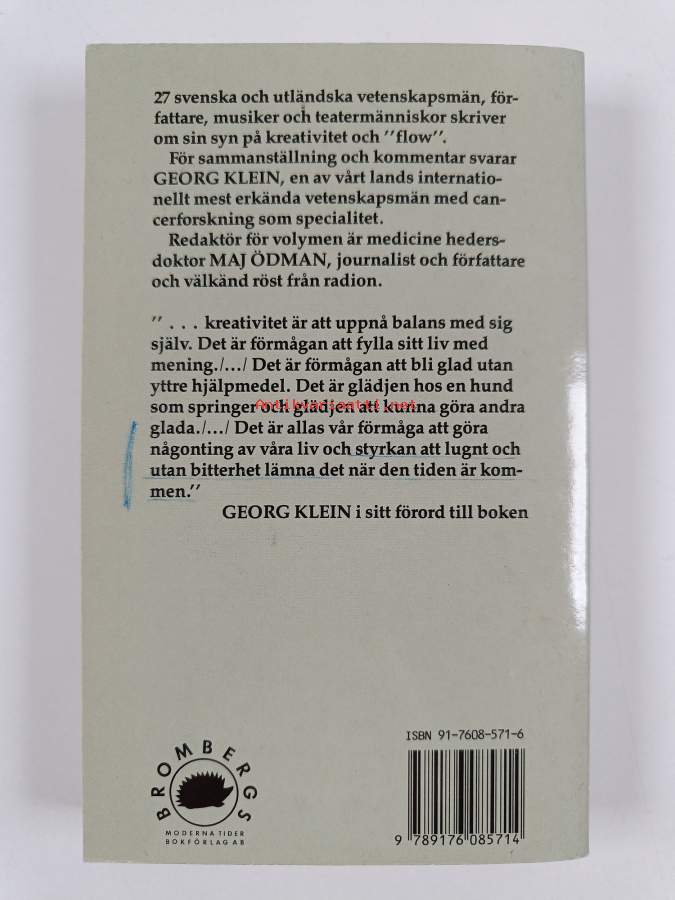 27 svenska och utländska vetenskapsmän, för-
fattare, musiker och teatermänniskor skriver
om sin syn på kreativitet och "flow".
För sammanställning och kommentar svarar
GEORG KLEIN, en av vårt lands internatio-
nellt mest erkända vetenskapsmän med can-
cerforskning som specialitet.
Redaktör för volymen är medicine heders-
doktor MAJ ÖDMAN, journalist och författare
och välkänd röst från radion.
" . . . kreativitet är att uppnå balans med sig
själv. Det är förmågan att fylla sitt liv med
mening./.../ Det är förmågan att bli glad utan
yttre hjälpmedel. Det är glädjen hos en hund
som springer och glädjen att kunna göra andra
Antikvariaatti.net
glada./.../ Det är allas vår förmåga att göra
någonting av våra liv och styrkan att lugnt och
utan bitterhet lämna det när den tiden är kom-
men."
GEORG KLEIN i sitt förord till boken
ISBN 91-7608-571-6
BROMBERGS
MODERNA TIDER
BOKFÖRLAG AB
9 789176 085714